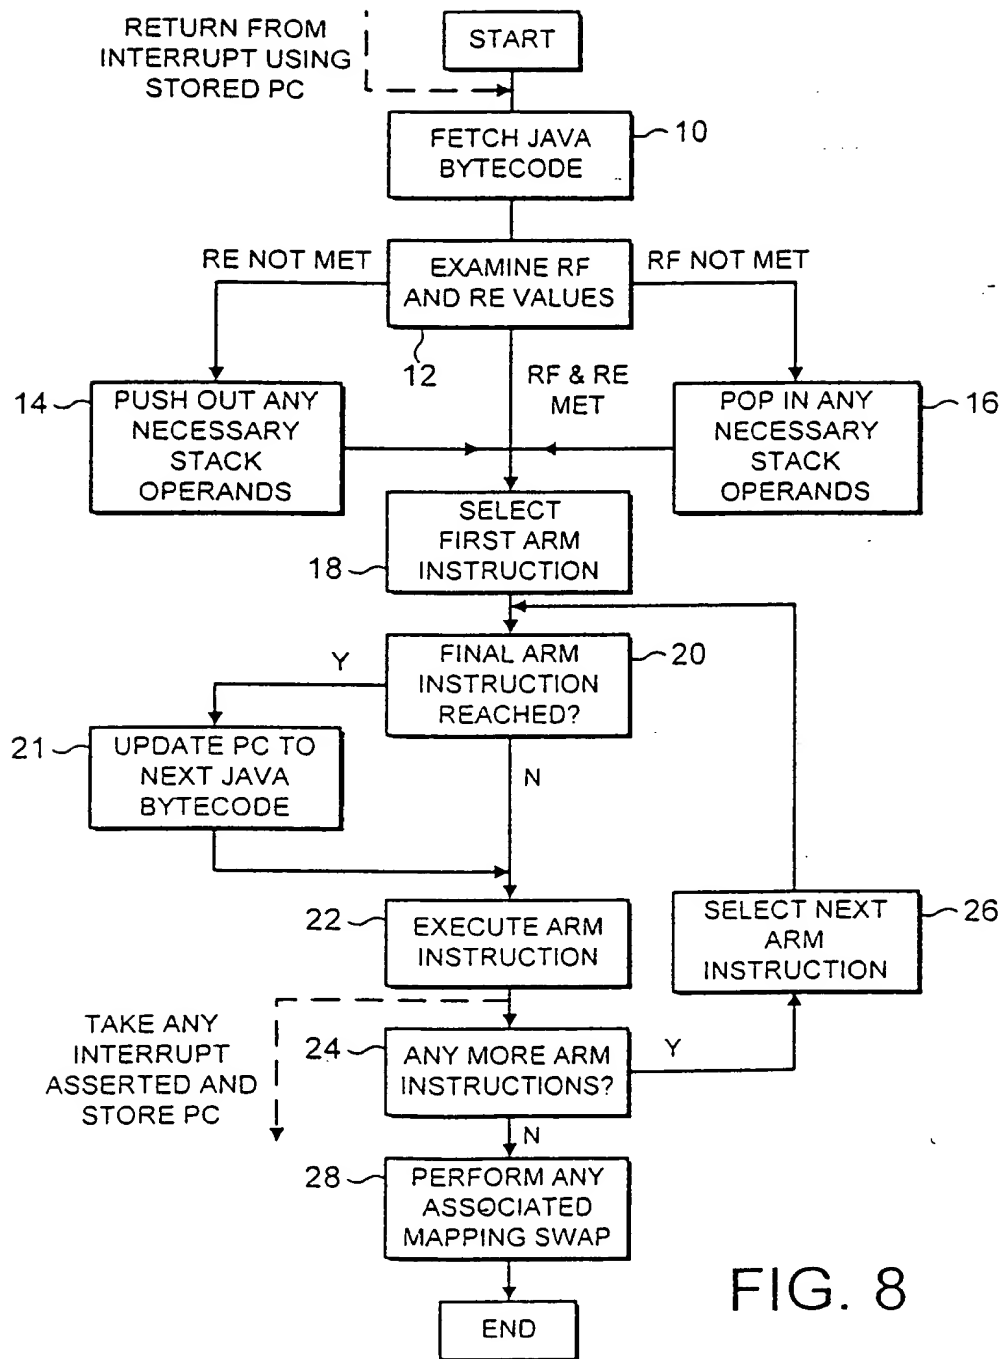 RETURN FROM
INTERRUPT USING
STORED PC
START
FETCH JAVA
BYTECODE
10
RE NOT MET
EXAMINE RF
AND RE VALUES
RF NOT MET
12
RF & RE
MET
14
PUSH OUT ANY
NECESSARY
STACK
OPERANDS
POP IN ANY
NECESSARY
STACK
OPERANDS
16
SELECT
FIRST ARM
INSTRUCTION
18
Y
FINAL ARM
INSTRUCTION
REACHED?
20
21
UPDATE PC TO
NEXT JAVA
BYTECODE
N
22
EXECUTE ARM
INSTRUCTION
SELECT NEXT
ARM
INSTRUCTION
26
TAKE ANY
INTERRUPT
ASSERTED AND
STORE PC
24
ANY MORE ARM
INSTRUCTIONS?
Y
N
28
PERFORM ANY
ASSOCIATED
MAPPING SWAP
END
FIG. 8